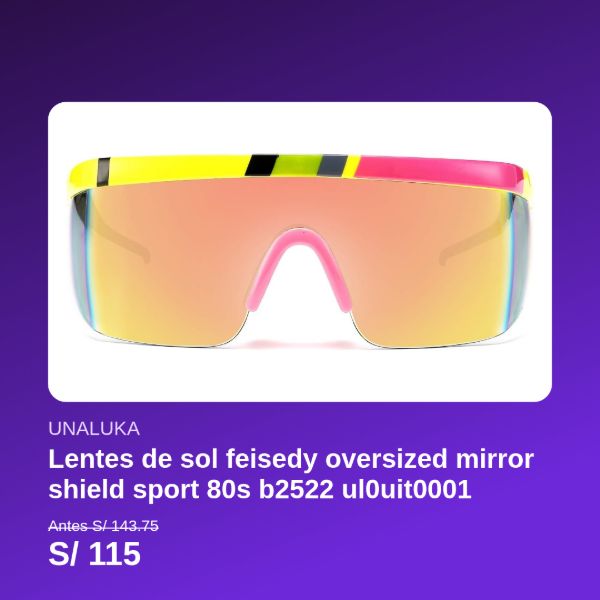 UNALUKA
Lentes de sol feisedy oversized mirror
shield sport 80s b2522 ul0uit0001
Antes S/ 143.75
S/ 115